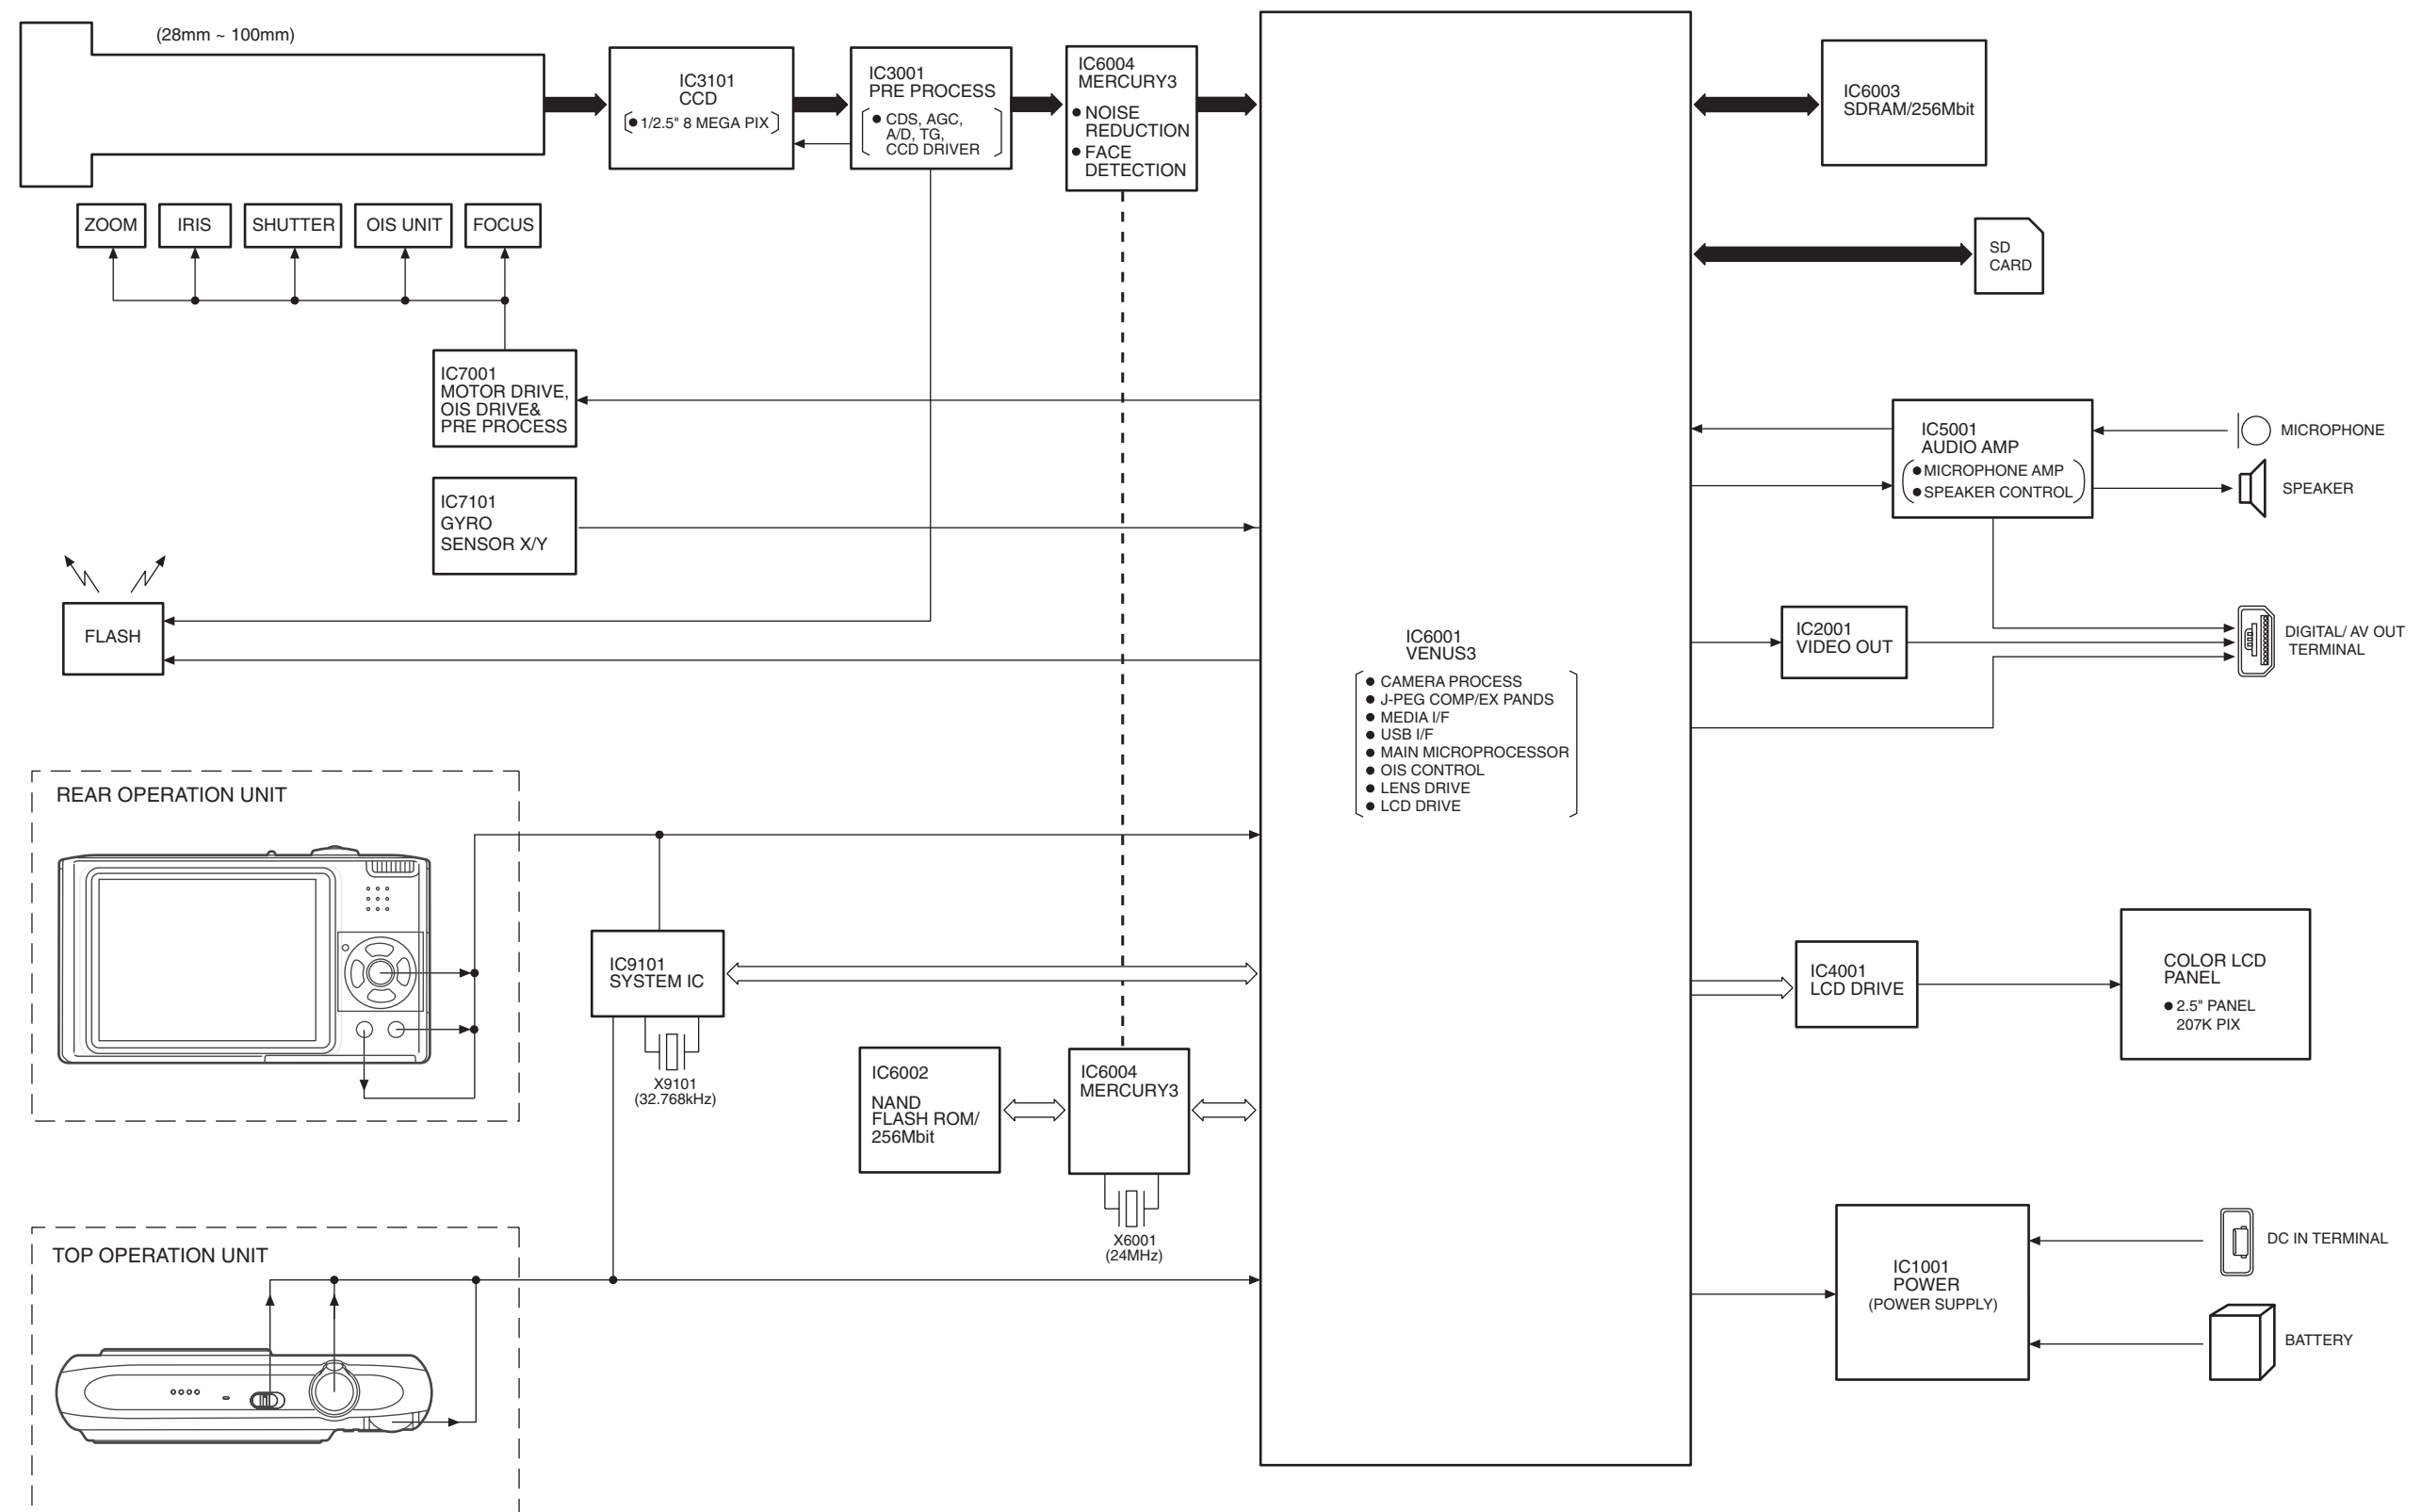 (28mm ~ 100mm)
IC3101
CCD
● 1/2.5" 8 MEGA PIX
IC3001
PRE PROCESS
● CDS, AGC,
A/D, TG,
CCD DRIVER
IC6004
MERCURY3
● NOISE
REDUCTION
● FACE
DETECTION
IC6003
SDRAM/256Mbit
ZOOM
IRIS
SHUTTER
OIS UNIT
FOCUS
SD
CARD
IC7001
MOTOR DRIVE,
OIS DRIVE&
PRE PROCESS
IC5001
AUDIO AMP
● MICROPHONE AMP
● SPEAKER CONTROL
MICROPHONE
SPEAKER
IC7101
GYRO
SENSOR X/Y
FLASH
IC6001
VENUS3
● CAMERA PROCESS
● J-PEG COMP/EX PANDS
● MEDIA I/F
● USB I/F
● MAIN MICROPROCESSOR
● OIS CONTROL
● LENS DRIVE
● LCD DRIVE
IC2001
VIDEO OUT
DIGITAL/ AV OUT
TERMINAL
REAR OPERATION UNIT
IC9101
SYSTEM IC
X9101
(32.768kHz)
IC4001
LCD DRIVE
COLOR LCD
PANEL
● 2.5" PANEL
207K PIX
IC6002
NAND
FLASH ROM/
256Mbit
IC6004
MERCURY3
X6001
(24MHz)
TOP OPERATION UNIT
IC1001
POWER
(POWER SUPPLY)
DC IN TERMINAL
BATTERY